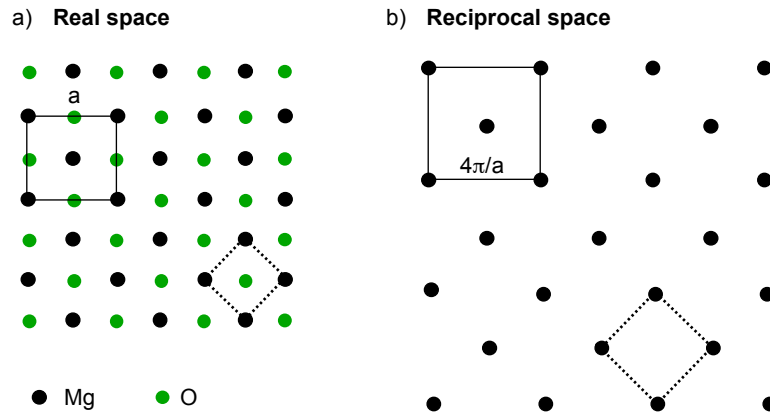 a) Real space
a
Mg
O
b) Reciprocal space
4π/a